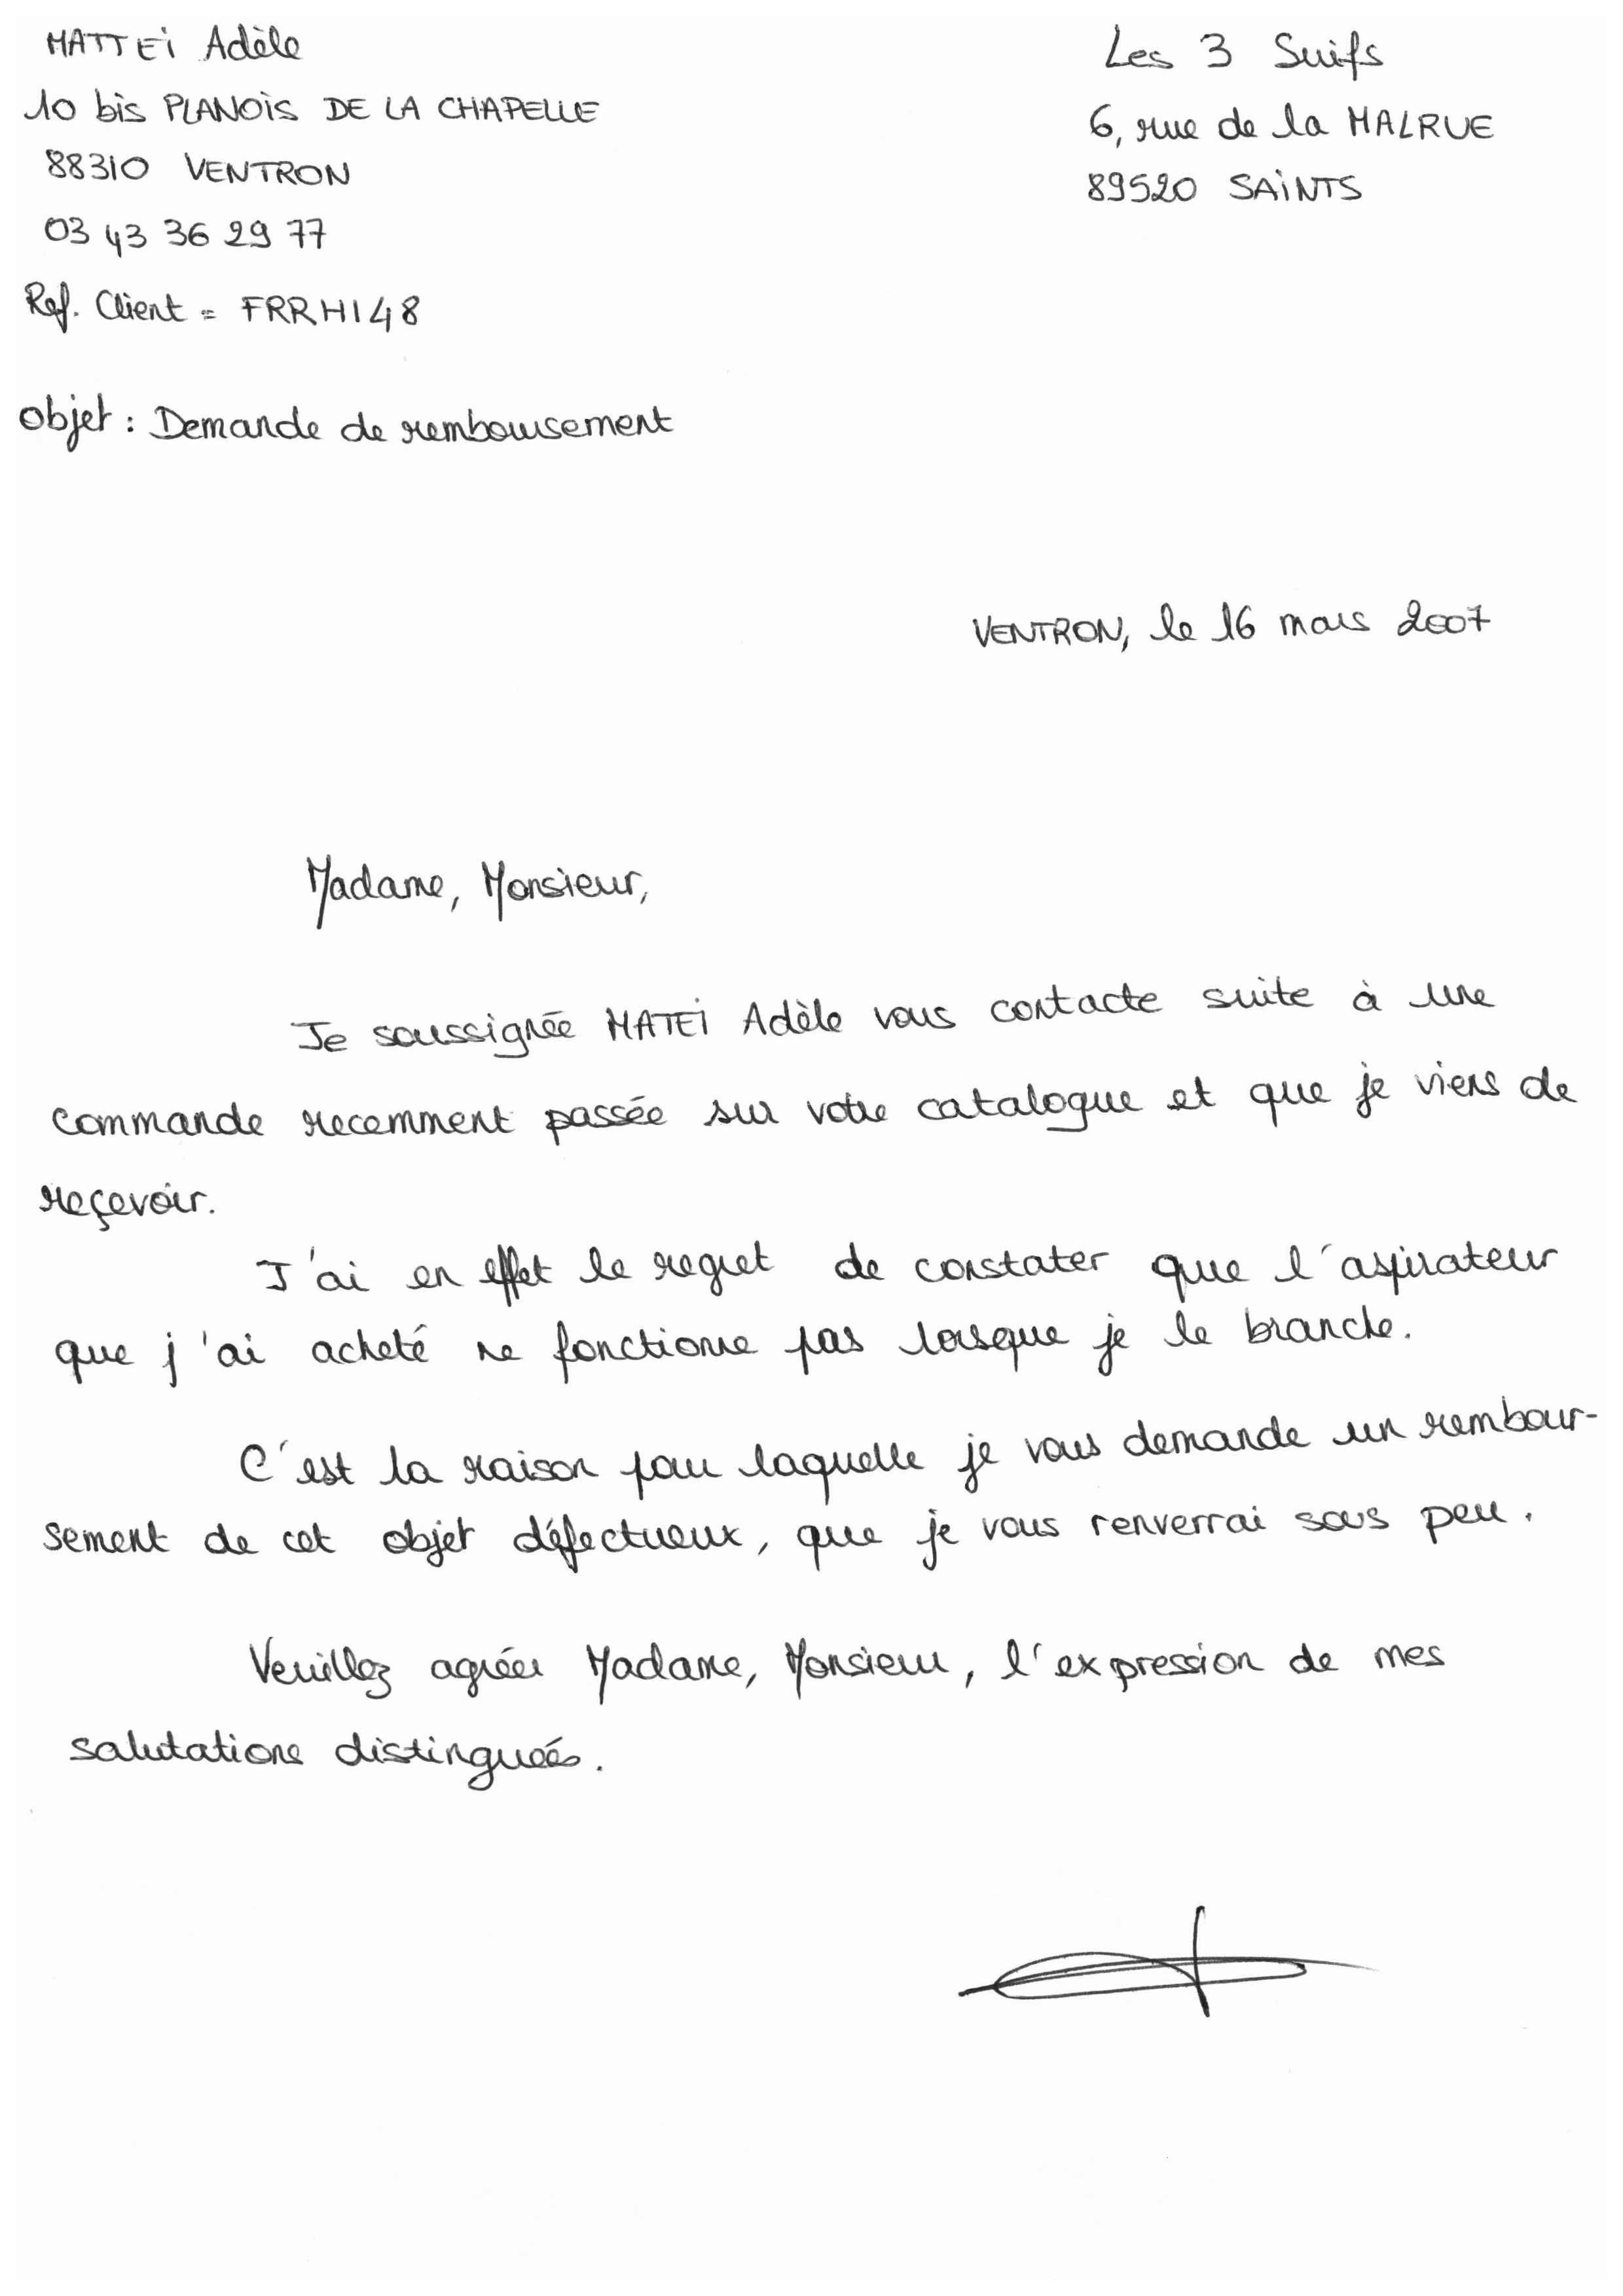 MATTEi Adèle
10 bis PLANOiS DE LA CHAPELLE
88310 VENTRON
03 43 36 29 77
Ref. Client = FRRHI48
Objet : Demande de remboursement
Les 3 Suifs
6, rue de la MALRUE
89520 SAiNTS
VENTRON, le 16 mars 2007
Madame, Monsieur,
Je soussignée MATEi Adèle vous contacte suite à une
commande recemment passée sur votre catalogue et que je viens de
reçevoir.
J'ai en effet le regret de constater que l'aspirateur
que j'ai acheté ne fonctionne pas lorsque je le branche.
C'est la raison pour laquelle je vous demande un rembour-
sement de cet objet défectueux, que je vous renverrai sous peu.
Veuillez agréer Madame, Monsieur, l'expression de mes
salutations distinguées.